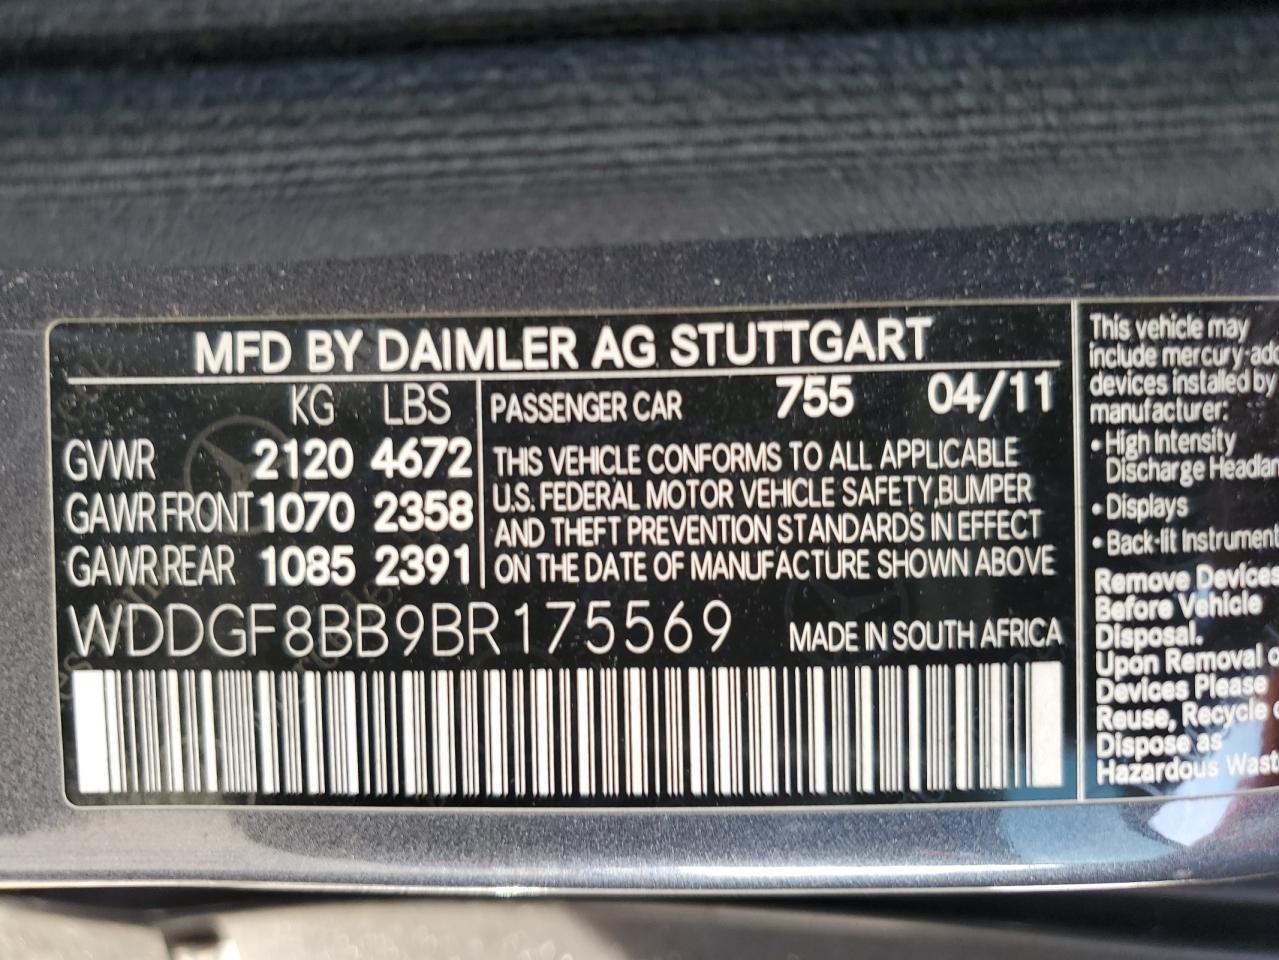 MFD BY DAIMLER AG STUTTGART
KG LBS
GVWR 2120 4672
GAWR FRONT 1070 2358
GAWR REAR 1085 2391
PASSENGER CAR 755 04/11
THIS VEHICLE CONFORMS TO ALL APPLICABLE
U.S. FEDERAL MOTOR VEHICLE SAFETY,BUMPER
AND THEFT PREVENTION STANDARDS IN EFFECT
ON THE DATE OF MANUFACTURE SHOWN ABOVE
WDDGF8BB9BR175569 MADE IN SOUTH AFRICA
This vehicle may
include mercury-add
devices installed by
manufacturer:
• High Intensity
Discharge Headlam
• Displays
• Back-lit Instrument
Remove Devices
Before Vehicle
Disposal.
Upon Removal o
Devices Please
Reuse, Recycle o
Dispose as
Hazardous Waste